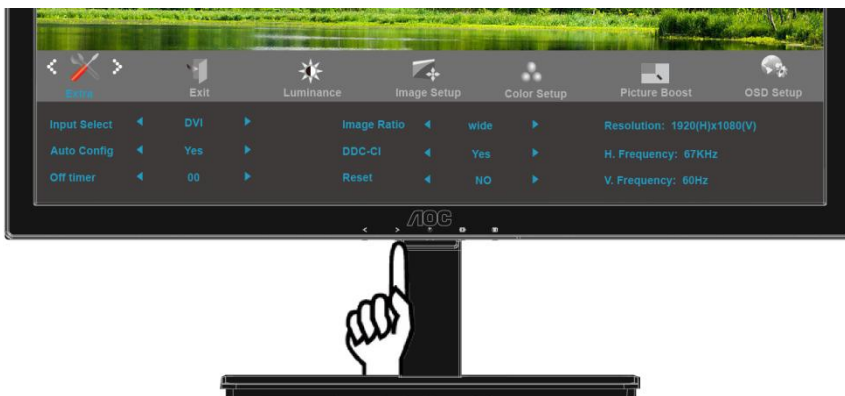 Extra Exit Luminance Image Setup Color Setup Picture Boost OSD Setup
Input Select DVI Image Ratio wide Resolution: 1920(H)x1080(V)
Auto Config Yes DDC-CI Yes H. Frequency: 67KHz
Off timer 00 Reset NO V. Frequency: 60Hz
AOC